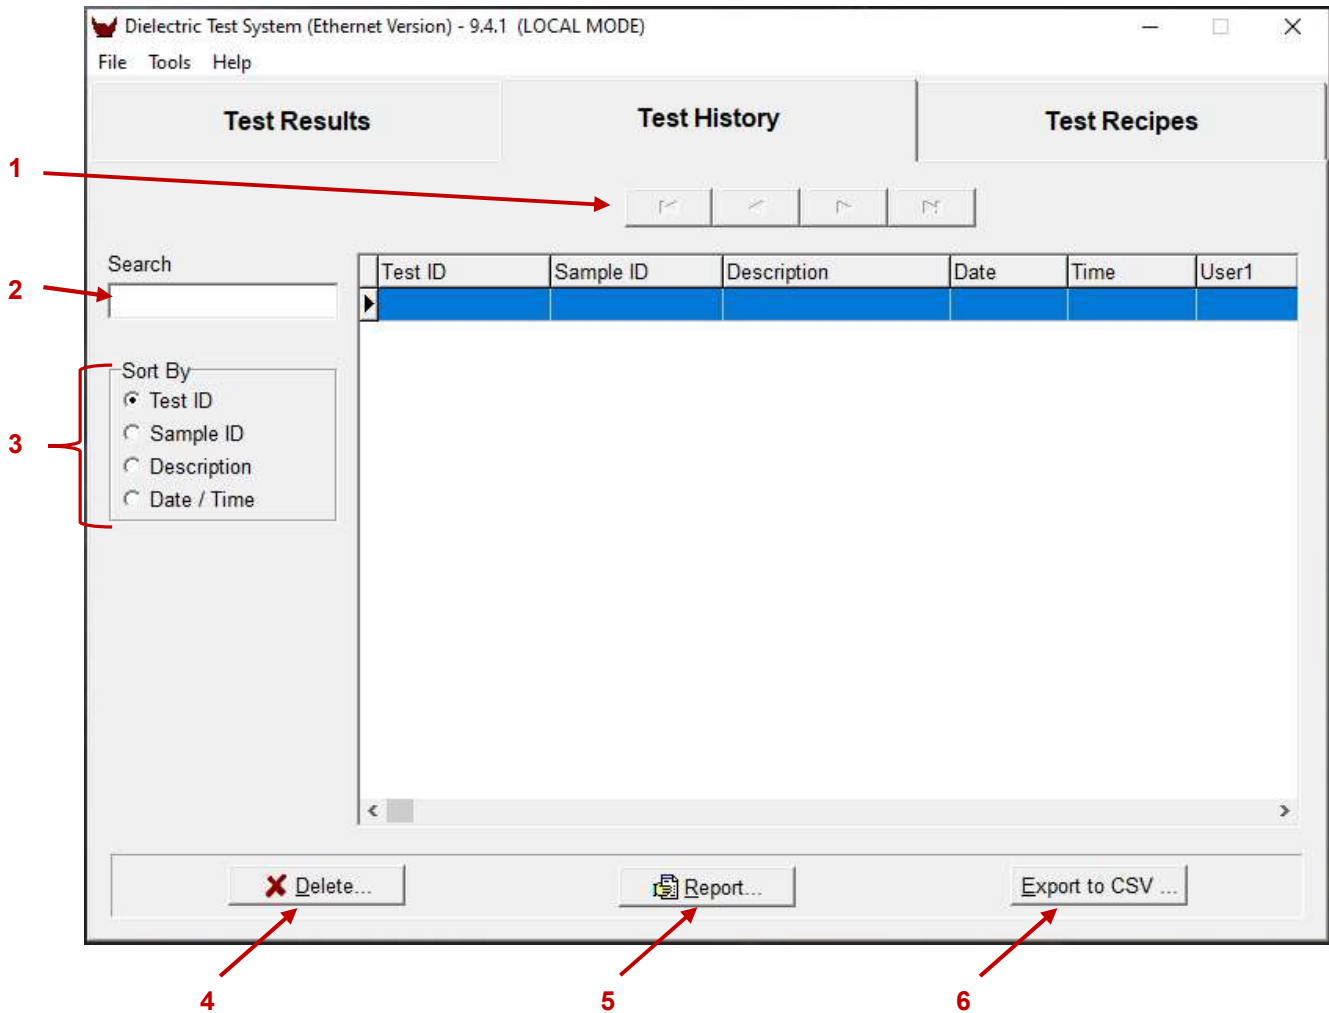 Dielectric Test System (Ethernet Version) - 9.4.1 (LOCAL MODE)
File Tools Help
Test Results Test History Test Recipes
1
Search
Test ID Sample ID Description Date Time User1
2
Sort By
Test ID
Sample ID
3
Description
Date / Time
Delete... Report... Export to CSV ...
4 5 6